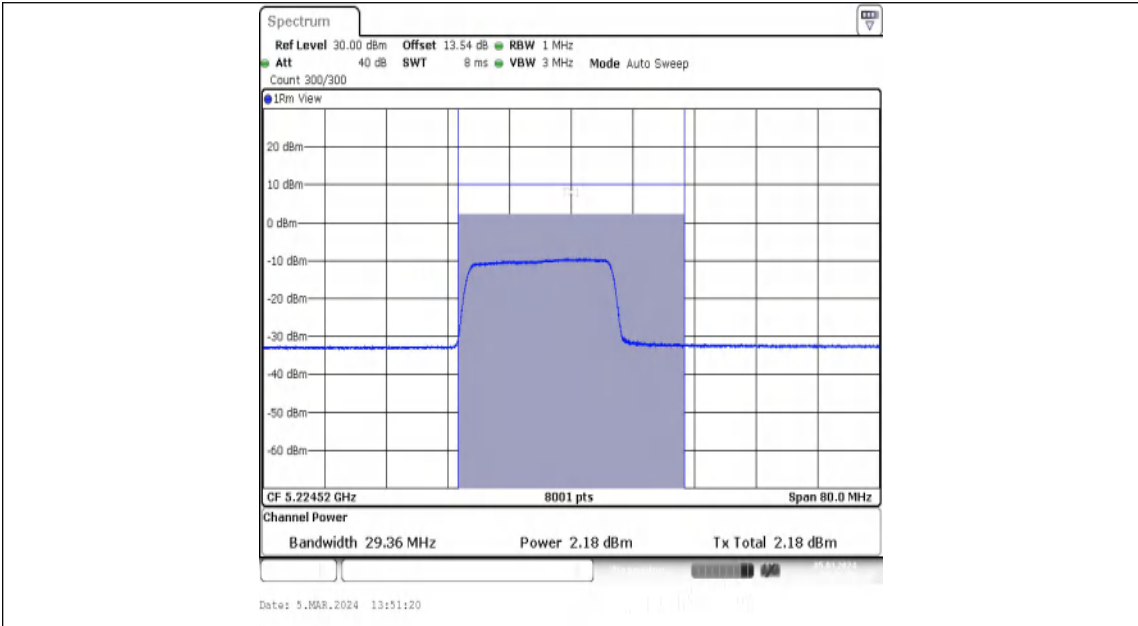 Spectrum
Ref Level 30.00 dBm Offset 13.54 dB RBW 1 MHz
Att 40 dB SWT 8 ms VBW 3 MHz Mode Auto Sweep
Count 300/300
1Rm View
20 dBm
10 dBm
0 dBm
-10 dBm
-20 dBm
-30 dBm
-40 dBm
-50 dBm
-60 dBm
CF 5.22452 GHz 8001 pts Span 80.0 MHz
Channel Power
Bandwidth 29.36 MHz Power 2.18 dBm Tx Total 2.18 dBm
Date: 5.MAR.2024 13:51:20